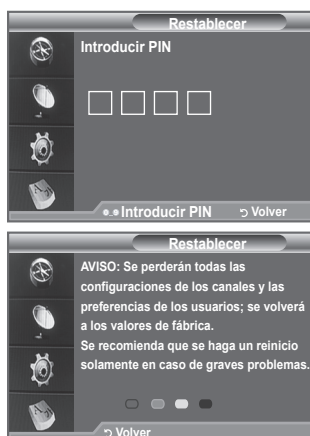 Restablecer
Introducir PIN
Introducir PIN
Volver
Restablecer
AVISO: Se perderán todas las
configuraciones de los canales y las
preferencias de los usuarios; se volverá
a los valores de fábrica.
Se recomienda que se haga un reinicio
solamente en caso de graves problemas.
Volver